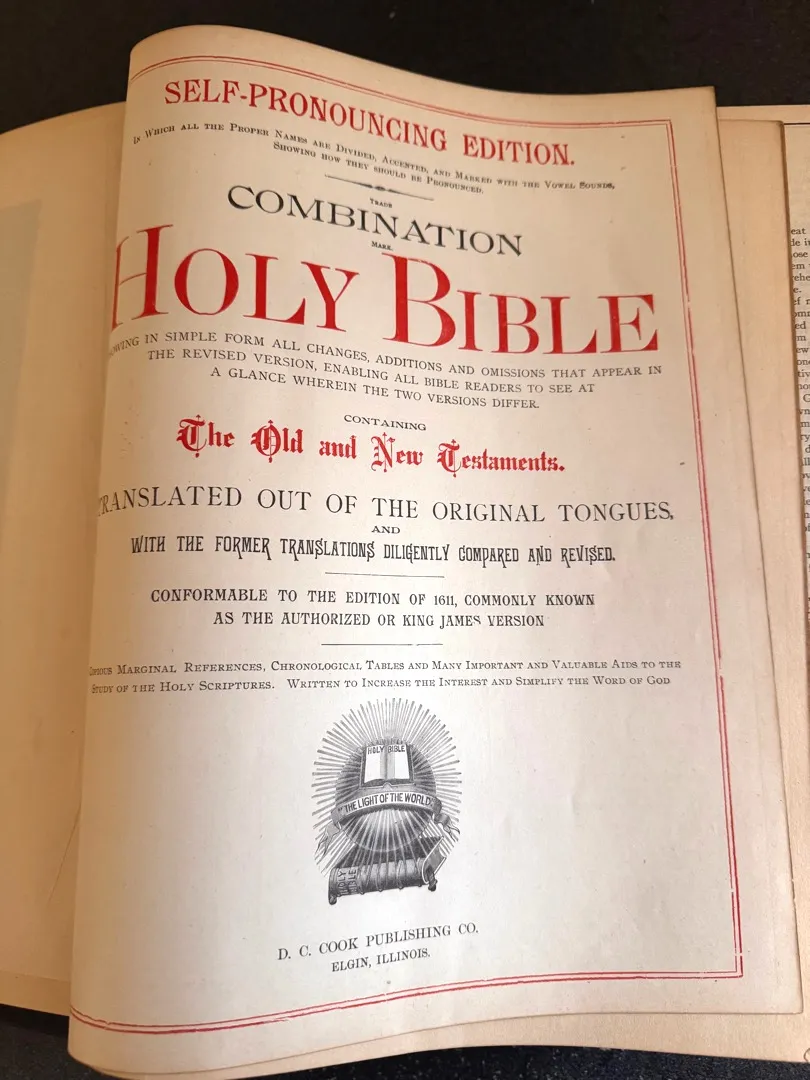 SELF-PRONOUNCING EDITION.
IN WHICH ALL THE PROPER NAMES ARE DIVIDED, ACCENTED, AND MARKED WITH THE VOWEL SOUNDS,
SHOWING HOW THEY SHOULD BE PRONOUNCED.
TRADE
COMBINATION
MARK.
HOLY BIBLE
IN SIMPLE FORM ALL CHANGES, ADDITIONS AND OMISSIONS THAT APPEAR IN
THE REVISED VERSION, ENABLING ALL BIBLE READERS TO SEE AT
A GLANCE WHEREIN THE TWO VERSIONS DIFFER.
CONTAINING
The Old and New Testaments.
TRANSLATED OUT OF THE ORIGINAL TONGUES,
AND
WITH THE FORMER TRANSLATIONS DILIGENTLY COMPARED AND REVISED.
CONFORMABLE TO THE EDITION OF 1611, COMMONLY KNOWN
AS THE AUTHORIZED OR KING JAMES VERSION
COPIOUS MARGINAL REFERENCES, CHRONOLOGICAL TABLES AND MANY IMPORTANT AND VALUABLE AIDS TO THE
STUDY OF THE HOLY SCRIPTURES. WRITTEN TO INCREASE THE INTEREST AND SIMPLIFY THE WORD OF GOD
HOLY BIBLE
"THE LIGHT OF THE WORLD."
HOLY BIBLE
D. C. COOK PUBLISHING CO.
ELGIN, ILLINOIS.